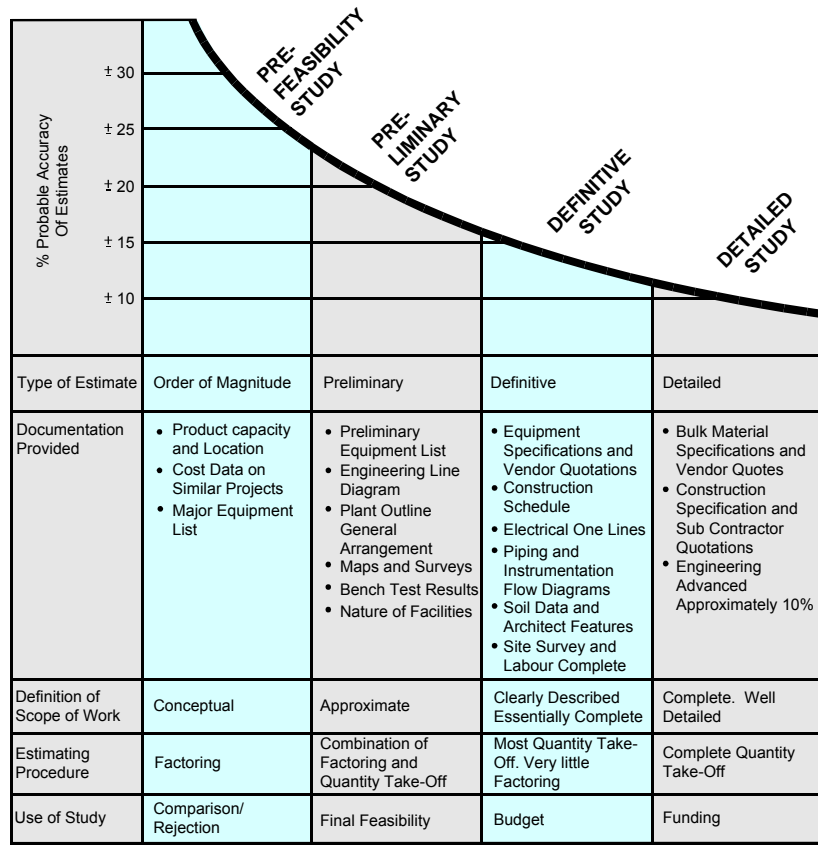 PRE-
FEASIBILITY
STUDY
PRE-
LIMINARY
STUDY
DEFINITIVE
STUDY
DETAILED
STUDY
% Probable Accuracy
Of Estimates
± 30
± 25
± 20
± 15
± 10
Type of Estimate
Order of Magnitude
Preliminary
Definitive
Detailed
Documentation
Provided
• Product capacity
and Location
• Cost Data on
Similar Projects
• Major Equipment
List
• Preliminary
Equipment List
• Engineering Line
Diagram
• Plant Outline
General
Arrangement
• Maps and Surveys
• Bench Test Results
• Nature of Facilities
• Equipment
Specifications and
Vendor Quotations
• Construction
Schedule
• Electrical One Lines
• Piping and
Instrumentation
Flow Diagrams
• Soil Data and
Architect Features
• Site Survey and
Labour Complete
• Bulk Material
Specifications and
Vendor Quotes
• Construction
Specification and
Sub Contractor
Quotations
• Engineering
Advanced
Approximately 10%
Definition of
Scope of Work
Conceptual
Approximate
Clearly Described
Essentially Complete
Complete. Well
Detailed
Estimating
Procedure
Factoring
Combination of
Factoring and
Quantity Take-Off
Most Quantity Take-
Off. Very little
Factoring
Complete Quantity
Take-Off
Use of Study
Comparison/
Rejection
Final Feasibility
Budget
Funding